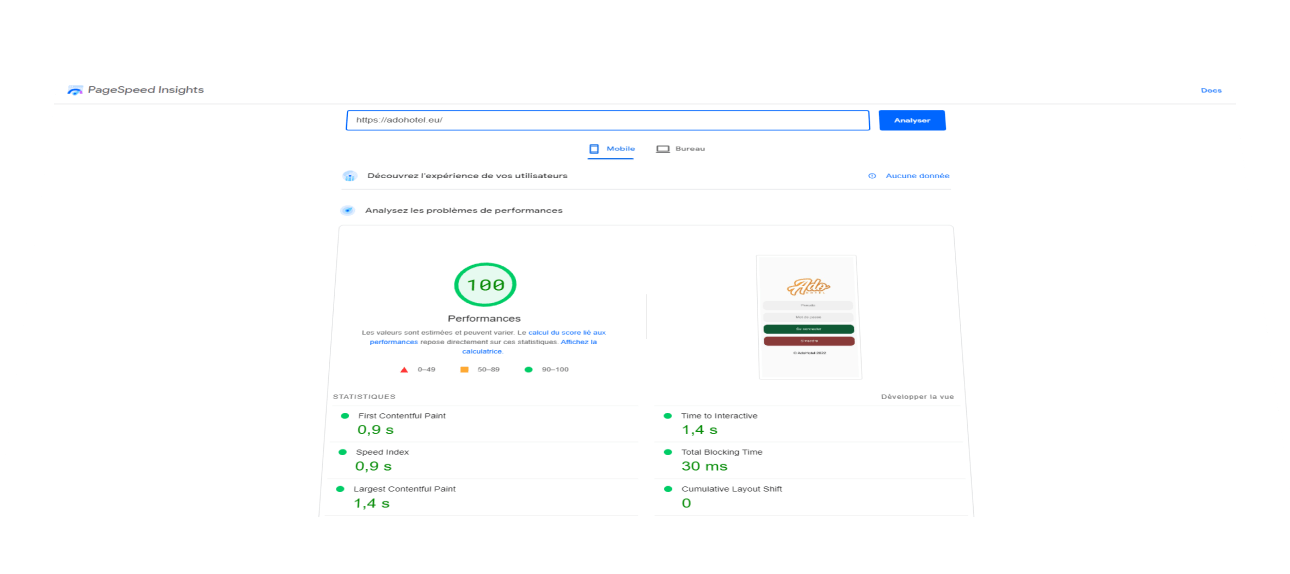 PageSpeed Insights
Docs
https://adohotel.eu/
Analyser
Mobile
Bureau
Découvrez l'expérience de vos utilisateurs
Aucune donnée
Analysez les problèmes de performances
100
Performances
Les valeurs sont estimées et peuvent varier. Le calcul du score lié aux
performances repose directement sur ces statistiques. Affichez la
calculatrice.
0–49
50–89
90–100
Pseudo
Mot de passe
Se connecter
S'inscrire
STATISTIQUES
Développer la vue
First Contentful Paint
0,9 s
Time to Interactive
1,4 s
Speed Index
0,9 s
Total Blocking Time
30 ms
Largest Contentful Paint
1,4 s
Cumulative Layout Shift
0